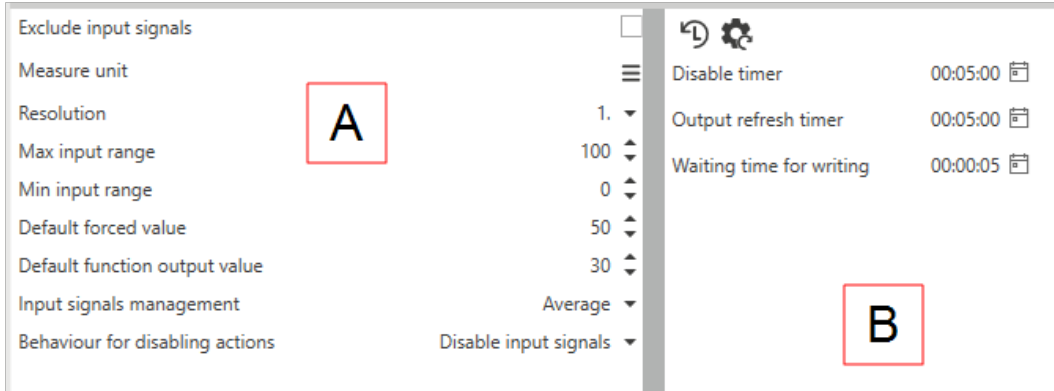 Exclude input signals
Measure unit
Resolution 1.
Max input range 100
Min input range 0
Default forced value 50
Default function output value 30
Input signals management Average
Behaviour for disabling actions Disable input signals
A
Disable timer 00:05:00
Output refresh timer 00:05:00
Waiting time for writing 00:00:05
B